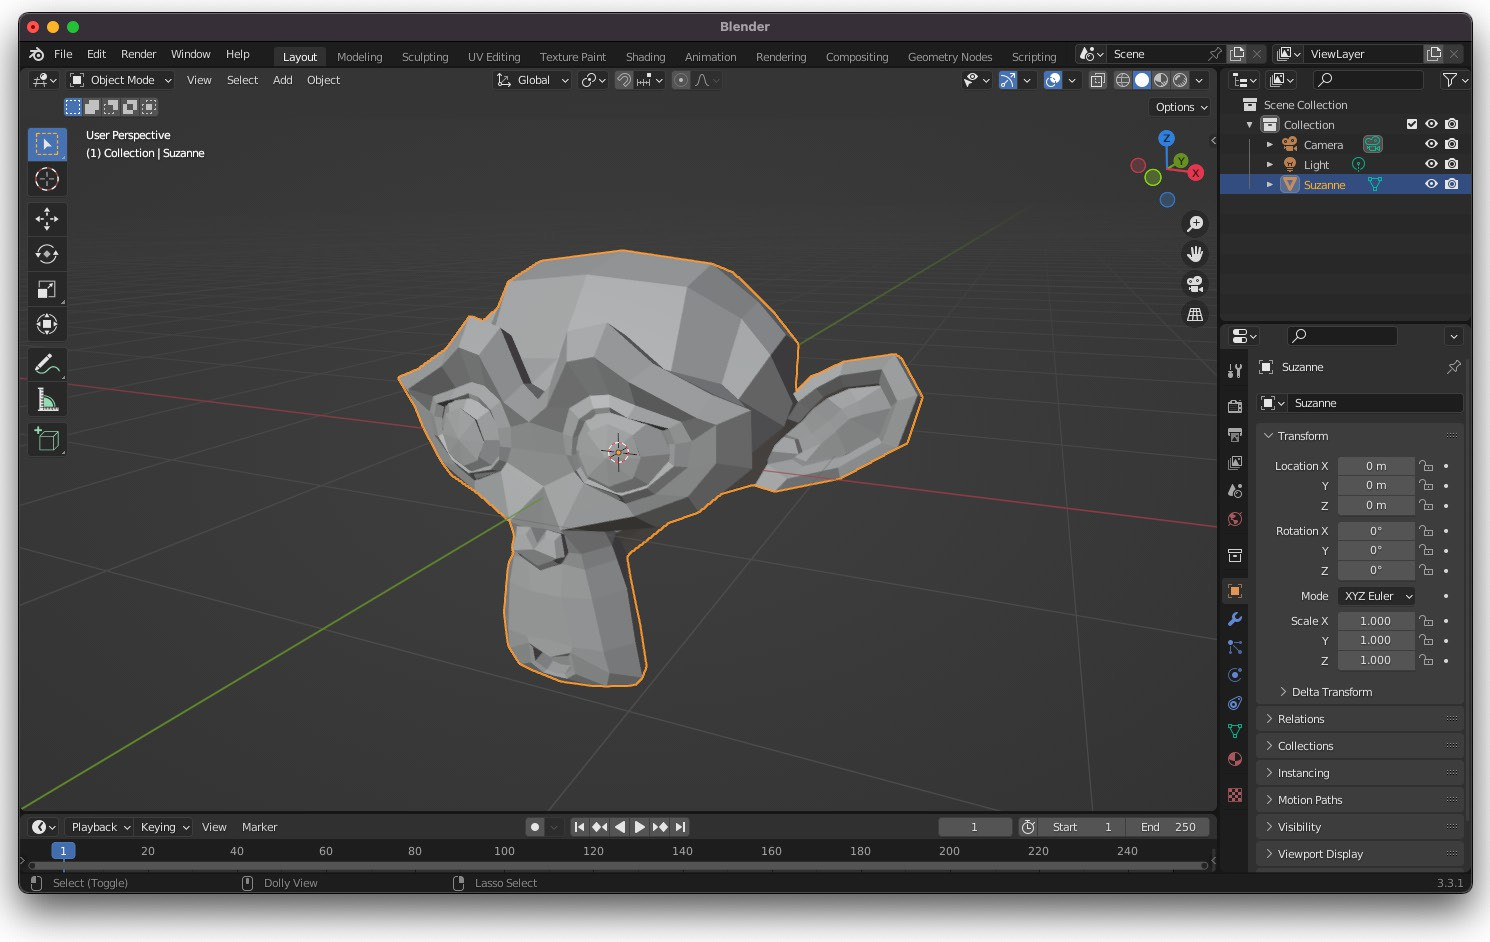 Blender
File Edit Render Window Help Layout Modeling Sculpting UV Editing Texture Paint Shading Animation Rendering Compositing Geometry Nodes Scripting Scene ViewLayer
Object Mode View Select Add Object Global
Options
User Perspective
(1) Collection | Suzanne
Z
Y
X
Scene Collection
Collection
Camera
Light
Suzanne
Suzanne
Suzanne
Transform
Location X 0 m
Y 0 m
Z 0 m
Rotation X 0°
Y 0°
Z 0°
Mode XYZ Euler
Scale X 1.000
Y 1.000
Z 1.000
Delta Transform
Relations
Collections
Instancing
Motion Paths
Visibility
Viewport Display
Playback Keying View Marker 1 Start 1 End 250
1 20 40 60 80 100 120 140 160 180 200 220 240
Select (Toggle) Dolly View Lasso Select 3.3.1